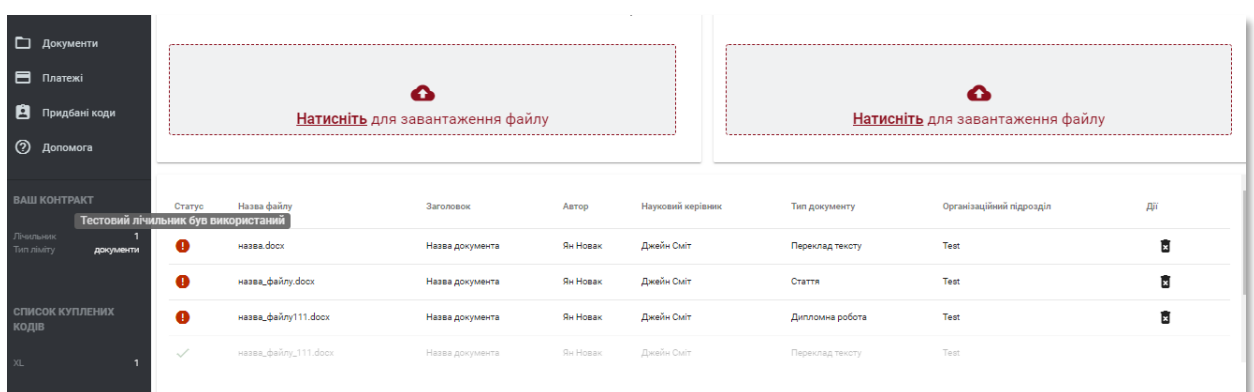 Документи
Платежі
Придбані коди
Допомога
Натисніть для завантаження файлу
Натисніть для завантаження файлу
ВАШ КОНТРАКТ
Тестовий лічильник був використаний
Лічильник 1
Тип ліміту документи
СПИСОК КУПЛЕНИХ
КОДІВ
XL 1
Статус Назва файлу Заголовок Автор Науковий керівник Тип документу Організаційний підрозділ Дії
назва.docx Назва документа Ян Новак Джейн Сміт Переклад тексту Test
назва_файлу.docx Назва документа Ян Новак Джейн Сміт Стаття Test
назва_файлу111.docx Назва документа Ян Новак Джейн Сміт Дипломна робота Test
назва_файлу_111.docx Назва документа Ян Новак Джейн Сміт Переклад тексту Test